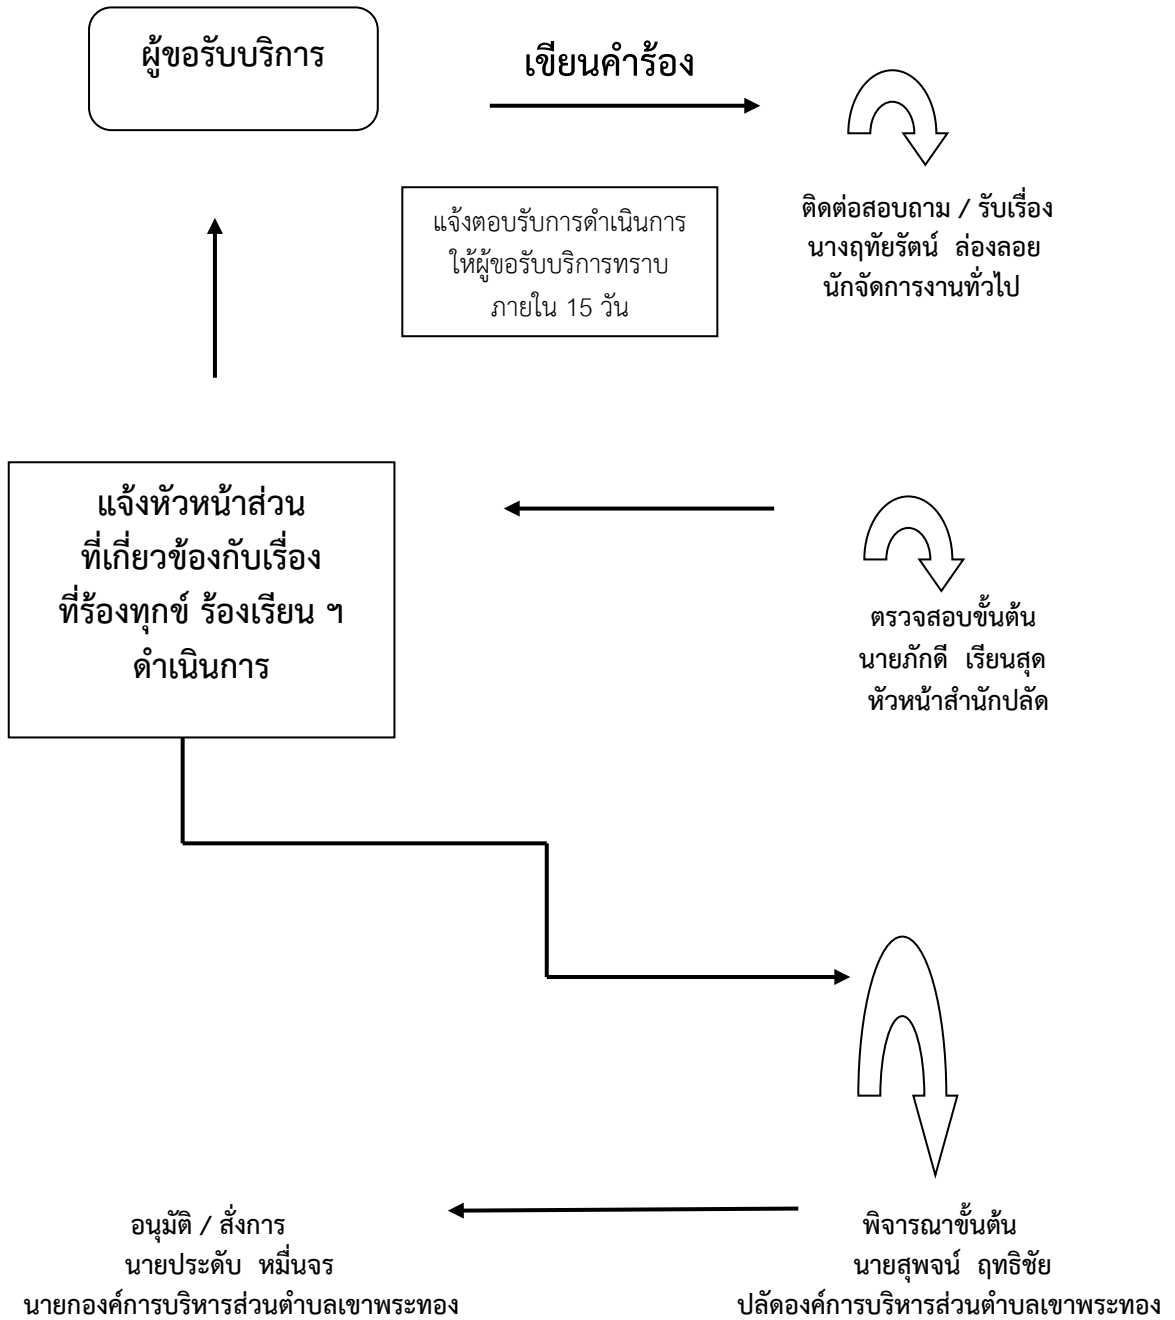 ผู้ขอรับบริการ
เขียนคำร้อง
แจ้งตอบรับการดำเนินการ
ให้ผู้ขอรับบริการทราบ
ภายใน 15 วัน
ติดต่อสอบถาม / รับเรื่อง
นางฤทัยรัตน์ ล่องลอย
นักจัดการงานทั่วไป
แจ้งหัวหน้าส่วน
ที่เกี่ยวข้องกับเรื่อง
ที่ร้องทุกข์ ร้องเรียน ฯ
ดำเนินการ
ตรวจสอบขั้นต้น
นายภักดี เรียนสุด
หัวหน้าสำนักปลัด
อนุมัติ / สั่งการ
นายประดับ หมื่นจร
นายกองค์การบริหารส่วนตำบลเขาพระทอง
พิจารณาขั้นต้น
นายสุพจน์ ฤทธิชัย
ปลัดองค์การบริหารส่วนตำบลเขาพระทอง